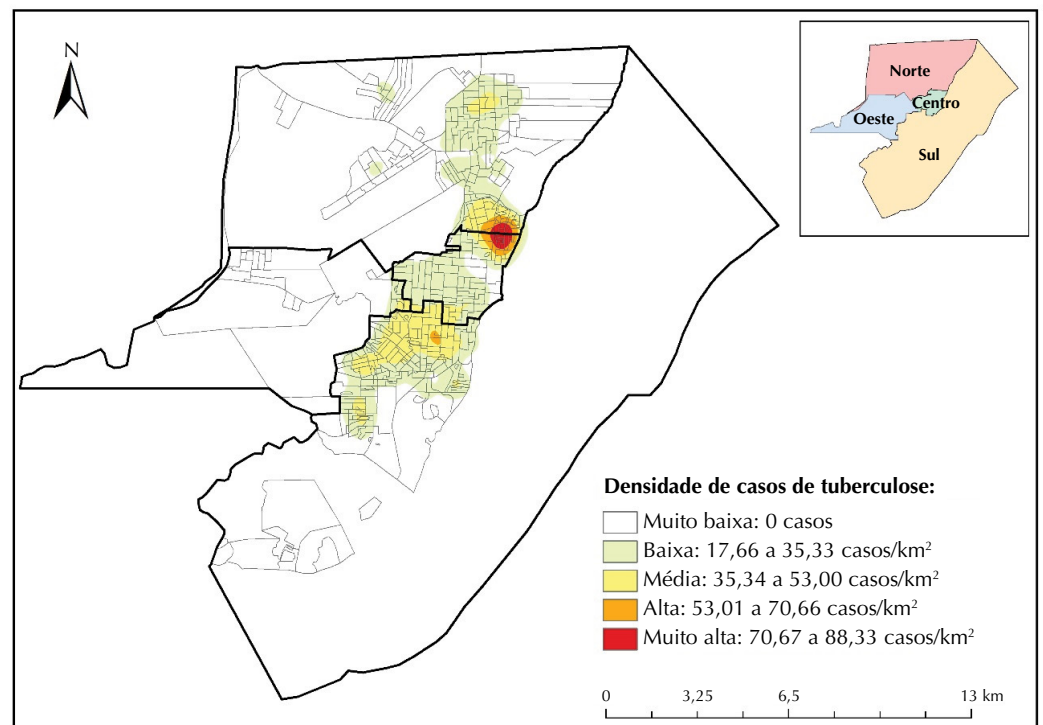 N
Norte
Centro
Oeste
Sul
Densidade de casos de tuberculose:
Muito baixa: 0 casos
Baixa: 17,66 a 35,33 casos/km²
Média: 35,34 a 53,00 casos/km²
Alta: 53,01 a 70,66 casos/km²
Muito alta: 70,67 a 88,33 casos/km²
0 3,25 6,5 13 km